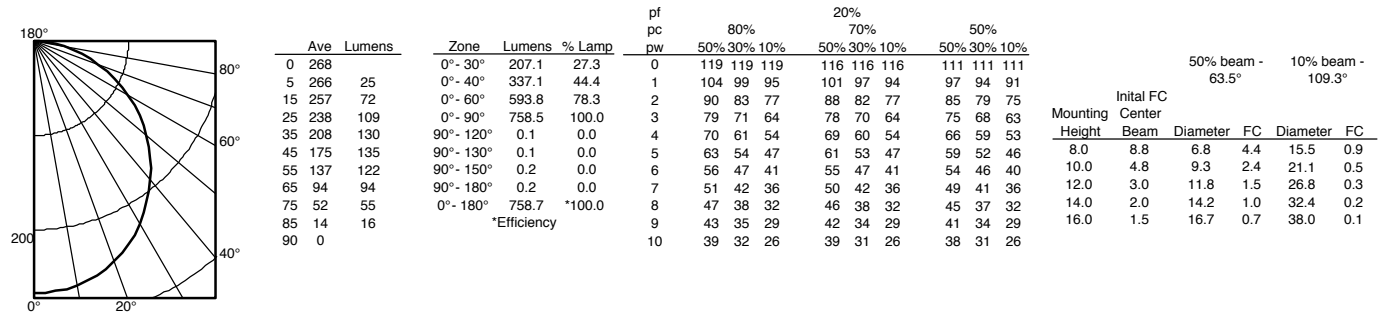 180°
80°
60°
40°
200
0° 20°
Ave Lumens
0 268
5 266 25
15 257 72
25 238 109
35 208 130
45 175 135
55 137 122
65 94 94
75 52 55
85 14 16
90 0
Zone Lumens % Lamp
0°- 30° 207.1 27.3
0°- 40° 337.1 44.4
0°- 60° 593.8 78.3
0°- 90° 758.5 100.0
90°- 120° 0.1 0.0
90°- 130° 0.1 0.0
90°- 150° 0.2 0.0
90°- 180° 0.2 0.0
0°- 180° 758.7 *100.0
*Efficiency
pf 20%
pc 80% 70% 50%
pw 50% 30% 10% 50% 30% 10% 50% 30% 10%
0 119 119 119 116 116 116 111 111 111
1 104 99 95 101 97 94 97 94 91
2 90 83 77 88 82 77 85 79 75
3 79 71 64 78 70 64 75 68 63
4 70 61 54 69 60 54 66 59 53
5 63 54 47 61 53 47 59 52 46
6 56 47 41 55 47 41 54 46 40
7 51 42 36 50 42 36 49 41 36
8 47 38 32 46 38 32 45 37 32
9 43 35 29 42 34 29 41 34 29
10 39 32 26 39 31 26 38 31 26
50% beam - 10% beam -
63.5° 109.3°
Inital FC
Mounting Center
Height Beam Diameter FC Diameter FC
8.0 8.8 6.8 4.4 15.5 0.9
10.0 4.8 9.3 2.4 21.1 0.5
12.0 3.0 11.8 1.5 26.8 0.3
14.0 2.0 14.2 1.0 32.4 0.2
16.0 1.5 16.7 0.7 38.0 0.1